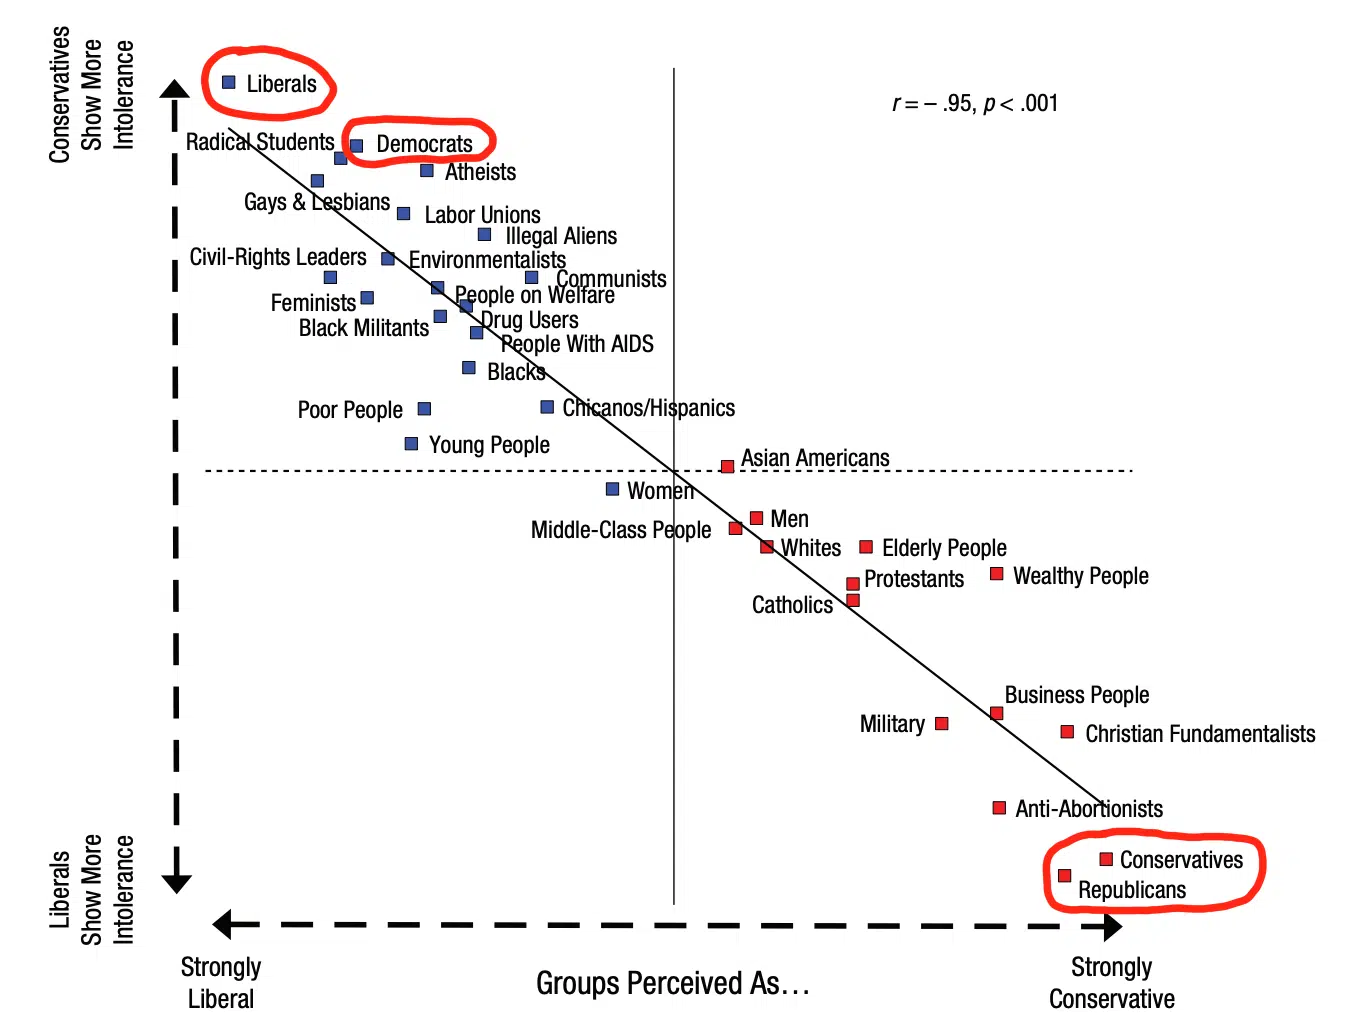 Conservatives
Show More
Intolerance
Liberals
r = – .95, p < .001
Radical Students
Democrats
Atheists
Gays & Lesbians
Labor Unions
Illegal Aliens
Civil-Rights Leaders
Environmentalists
Communists
People on Welfare
Feminists
Drug Users
Black Militants
People With AIDS
Blacks
Poor People
Chicanos/Hispanics
Young People
Asian Americans
Women
Men
Middle-Class People
Whites
Elderly People
Wealthy People
Protestants
Catholics
Business People
Military
Christian Fundamentalists
Anti-Abortionists
Conservatives
Republicans
Liberals
Show More
Intolerance
Strongly
Liberal
Groups Perceived As…
Strongly
Conservative